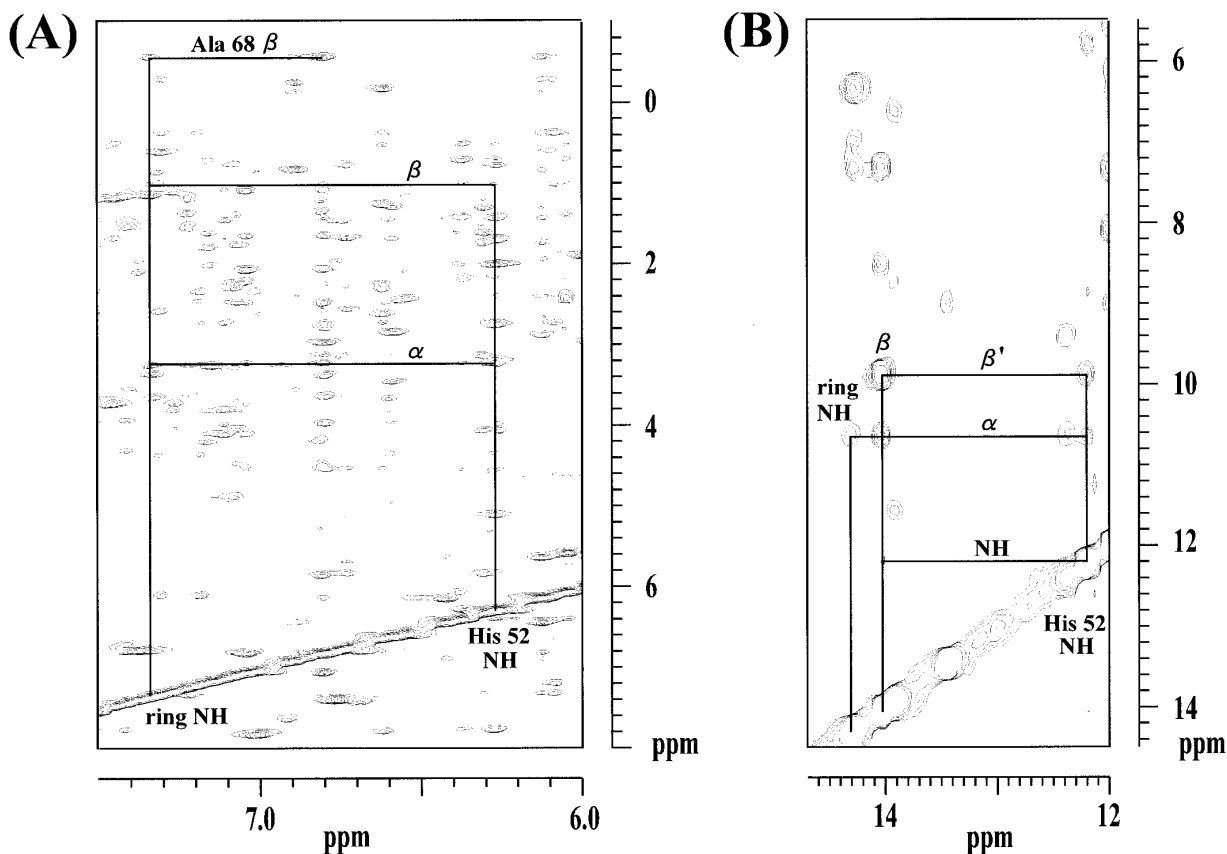 (A)
Ala 68 β
β
α
His 52
NH
ring NH
0
2
4
6
ppm
7.0
6.0
ppm
(B)
β
β'
ring
NH
α
NH
His 52
NH
6
8
10
12
14
ppm
14
12
ppm